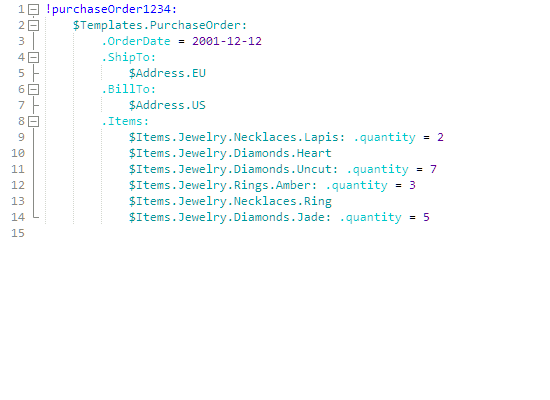 1 !purchaseOrder1234:
2 $Templates.PurchaseOrder:
3 .OrderDate = 2001-12-12
4 .ShipTo:
5 $Address.EU
6 .BillTo:
7 $Address.US
8 .Items:
9 $Items.Jewelry.Necklaces.Lapis: .quantity = 2
10 $Items.Jewelry.Diamonds.Heart
11 $Items.Jewelry.Diamonds.Uncut: .quantity = 7
12 $Items.Jewelry.Rings.Amber: .quantity = 3
13 $Items.Jewelry.Necklaces.Ring
14 $Items.Jewelry.Diamonds.Jade: .quantity = 5
15